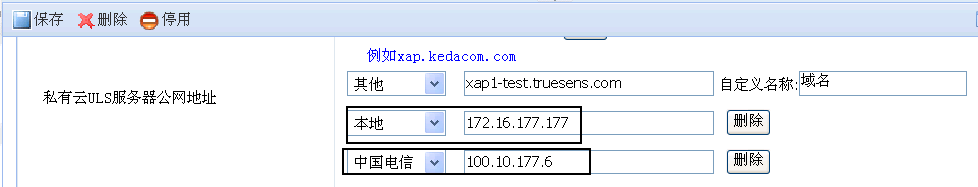 保存 删除 停用
例如xap.kedacom.com
其他 xap1-test.truesens.com 自定义名称: 域名
私有云ULS服务器公网地址
本地 172.16.177.177 删除
中国电信 100.10.177.6 删除